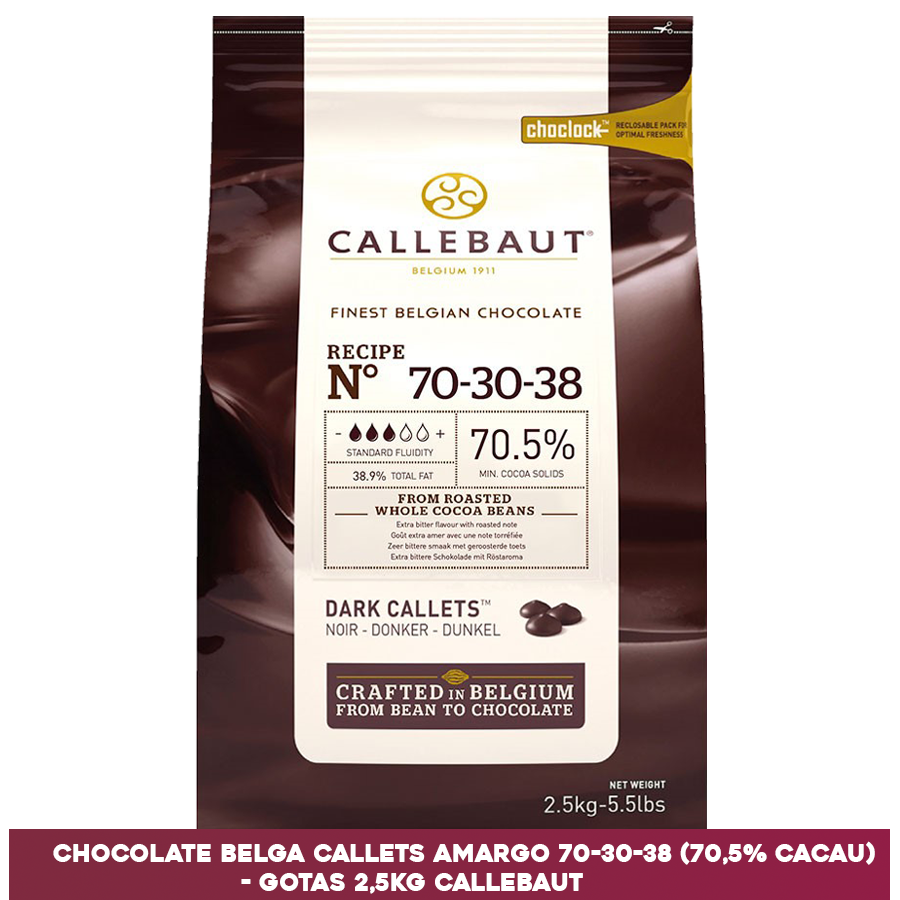 choclock™
RECLOSABLE PACK FOR
OPTIMAL FRESHNESS
CALLEBAUT®
BELGIUM 1911
FINEST BELGIAN CHOCOLATE
RECIPE
N° 70-30-38
- +
STANDARD FLUIDITY
38.9% TOTAL FAT
70.5%
MIN. COCOA SOLIDS
FROM ROASTED
WHOLE COCOA BEANS
Extra bitter flavour with roasted note
Goût extra amer avec une note torréfiée
Zeer bittere smaak met geroosterde toets
Extra bittere Schokolade mit Röstaroma
DARK CALLETS™
NOIR - DONKER - DUNKEL
CRAFTED IN BELGIUM
FROM BEAN TO CHOCOLATE
NET WEIGHT
2.5kg-5.5lbs
CHOCOLATE BELGA CALLETS AMARGO 70-30-38 (70,5% CACAU)
- GOTAS 2,5KG CALLEBAUT